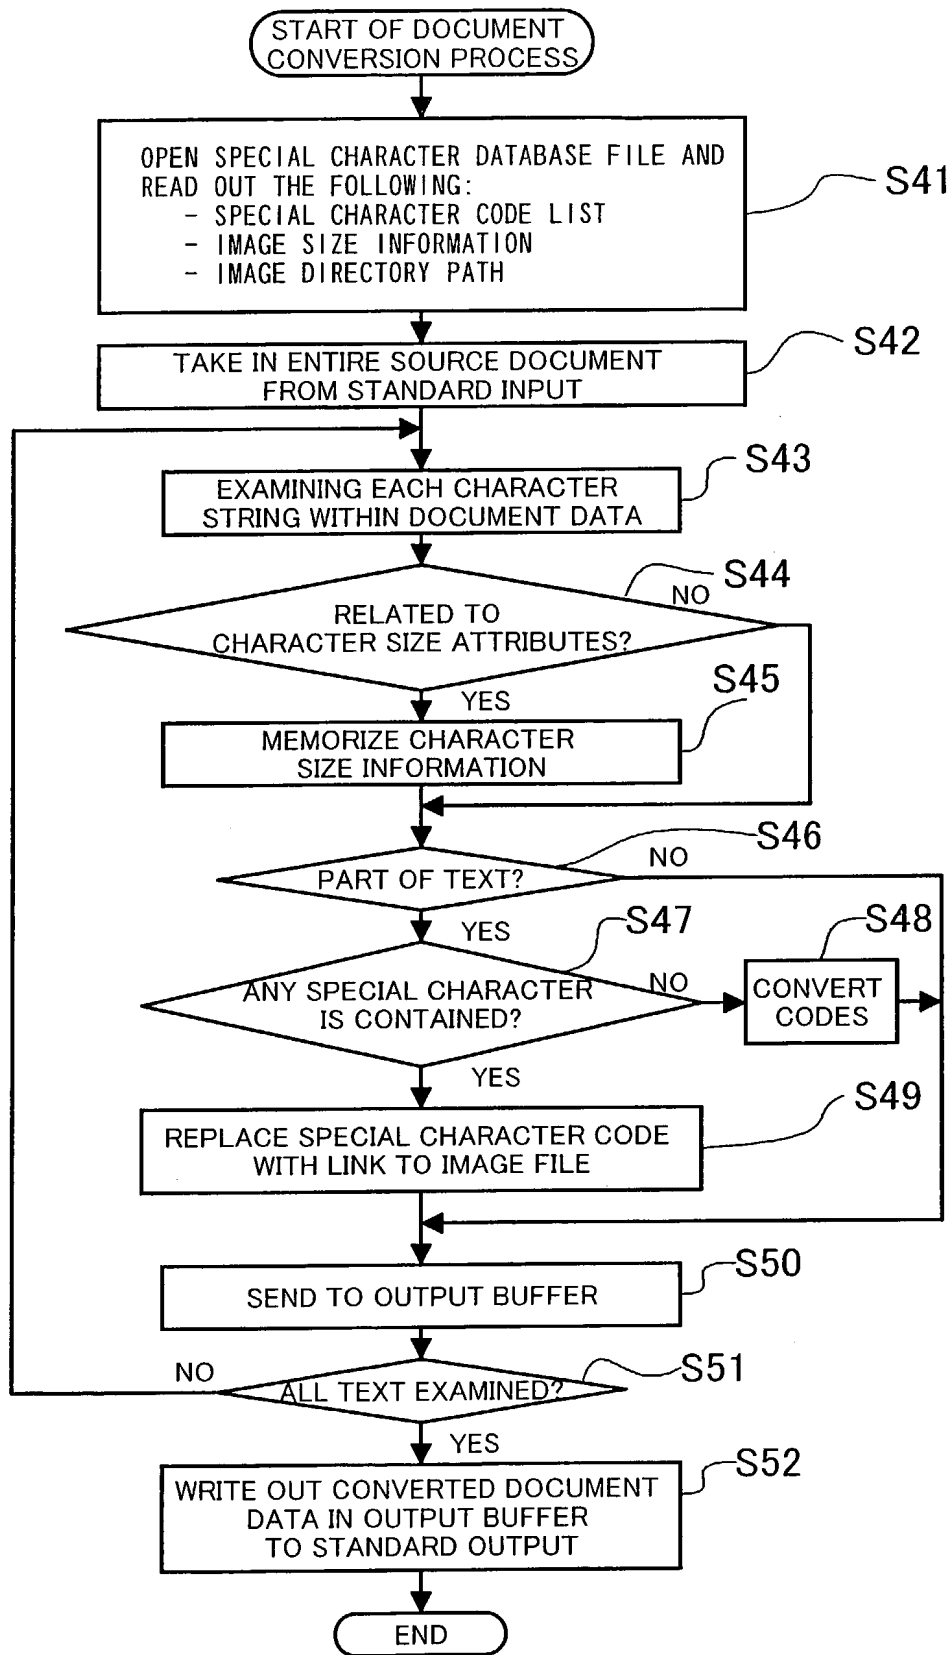 START OF DOCUMENT
CONVERSION PROCESS
OPEN SPECIAL CHARACTER DATABASE FILE AND
READ OUT THE FOLLOWING:
- SPECIAL CHARACTER CODE LIST
- IMAGE SIZE INFORMATION
- IMAGE DIRECTORY PATH
S41
TAKE IN ENTIRE SOURCE DOCUMENT
FROM STANDARD INPUT
S42
EXAMINING EACH CHARACTER
STRING WITHIN DOCUMENT DATA
S43
RELATED TO
CHARACTER SIZE ATTRIBUTES?
S44
NO
YES
MEMORIZE CHARACTER
SIZE INFORMATION
S45
PART OF TEXT?
S46
NO
YES
ANY SPECIAL CHARACTER
IS CONTAINED?
S47
NO
CONVERT
CODES
S48
YES
REPLACE SPECIAL CHARACTER CODE
WITH LINK TO IMAGE FILE
S49
SEND TO OUTPUT BUFFER
S50
NO
ALL TEXT EXAMINED?
S51
YES
WRITE OUT CONVERTED DOCUMENT
DATA IN OUTPUT BUFFER
TO STANDARD OUTPUT
S52
END